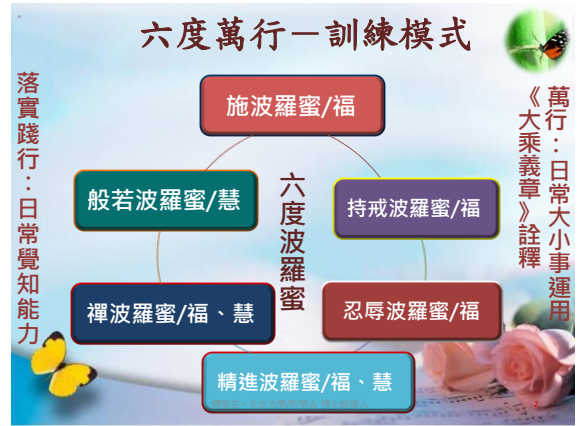 六度萬行－訓練模式
落實踐行：日常覺知能力
施波羅蜜/福
般若波羅蜜/慧
六度波羅蜜
持戒波羅蜜/福
禪波羅蜜/福、慧
忍辱波羅蜜/福
精進波羅蜜/福、慧
萬行：日常大小事運用
《大乘義章》詮釋
2